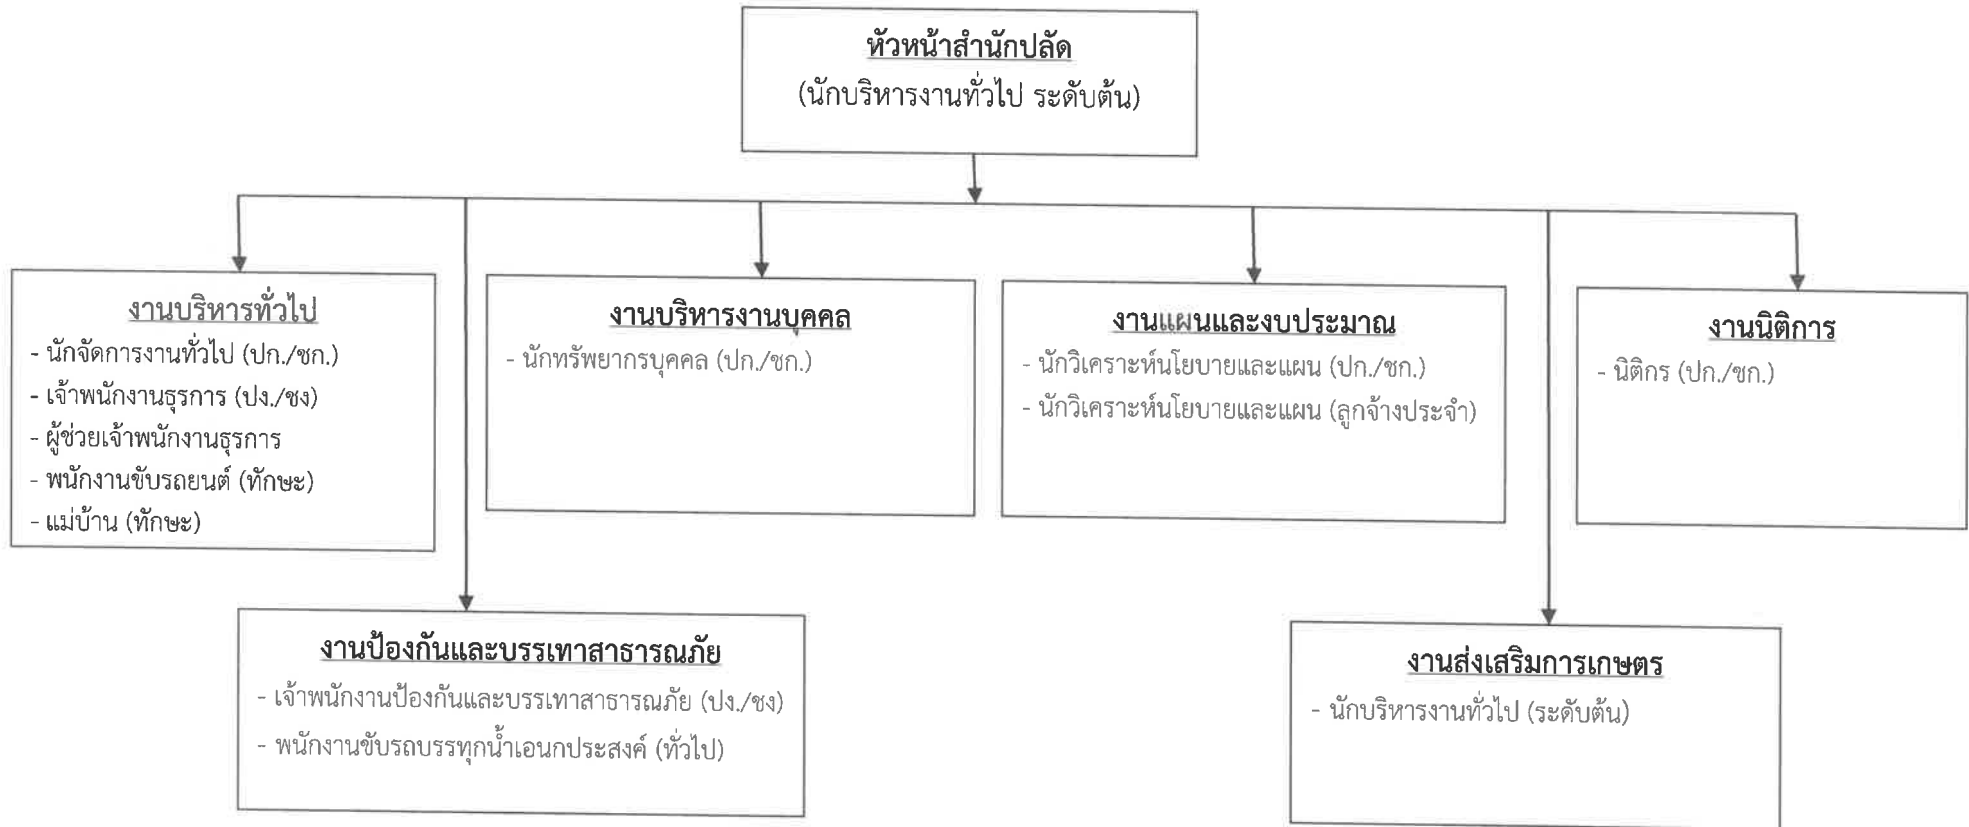 หัวหน้าสำนักปลัด
(นักบริหารงานทั่วไป ระดับต้น)
งานบริหารทั่วไป
- นักจัดการงานทั่วไป (ปก./ชก.)
- เจ้าพนักงานธุรการ (ปง./ชง)
- ผู้ช่วยเจ้าพนักงานธุรการ
- พนักงานขับรถยนต์ (ทักษะ)
- แม่บ้าน (ทักษะ)
งานบริหารงานบุคคล
- นักทรัพยากรบุคคล (ปก./ชก.)
งานแผนและงบประมาณ
- นักวิเคราะห์นโยบายและแผน (ปก./ชก.)
- นักวิเคราะห์นโยบายและแผน (ลูกจ้างประจำ)
งานนิติการ
- นิติกร (ปก./ชก.)
งานป้องกันและบรรเทาสาธารณภัย
- เจ้าพนักงานป้องกันและบรรเทาสาธารณภัย (ปง./ชง)
- พนักงานขับรถบรรทุกน้ำเอนกประสงค์ (ทั่วไป)
งานส่งเสริมการเกษตร
- นักบริหารงานทั่วไป (ระดับต้น)